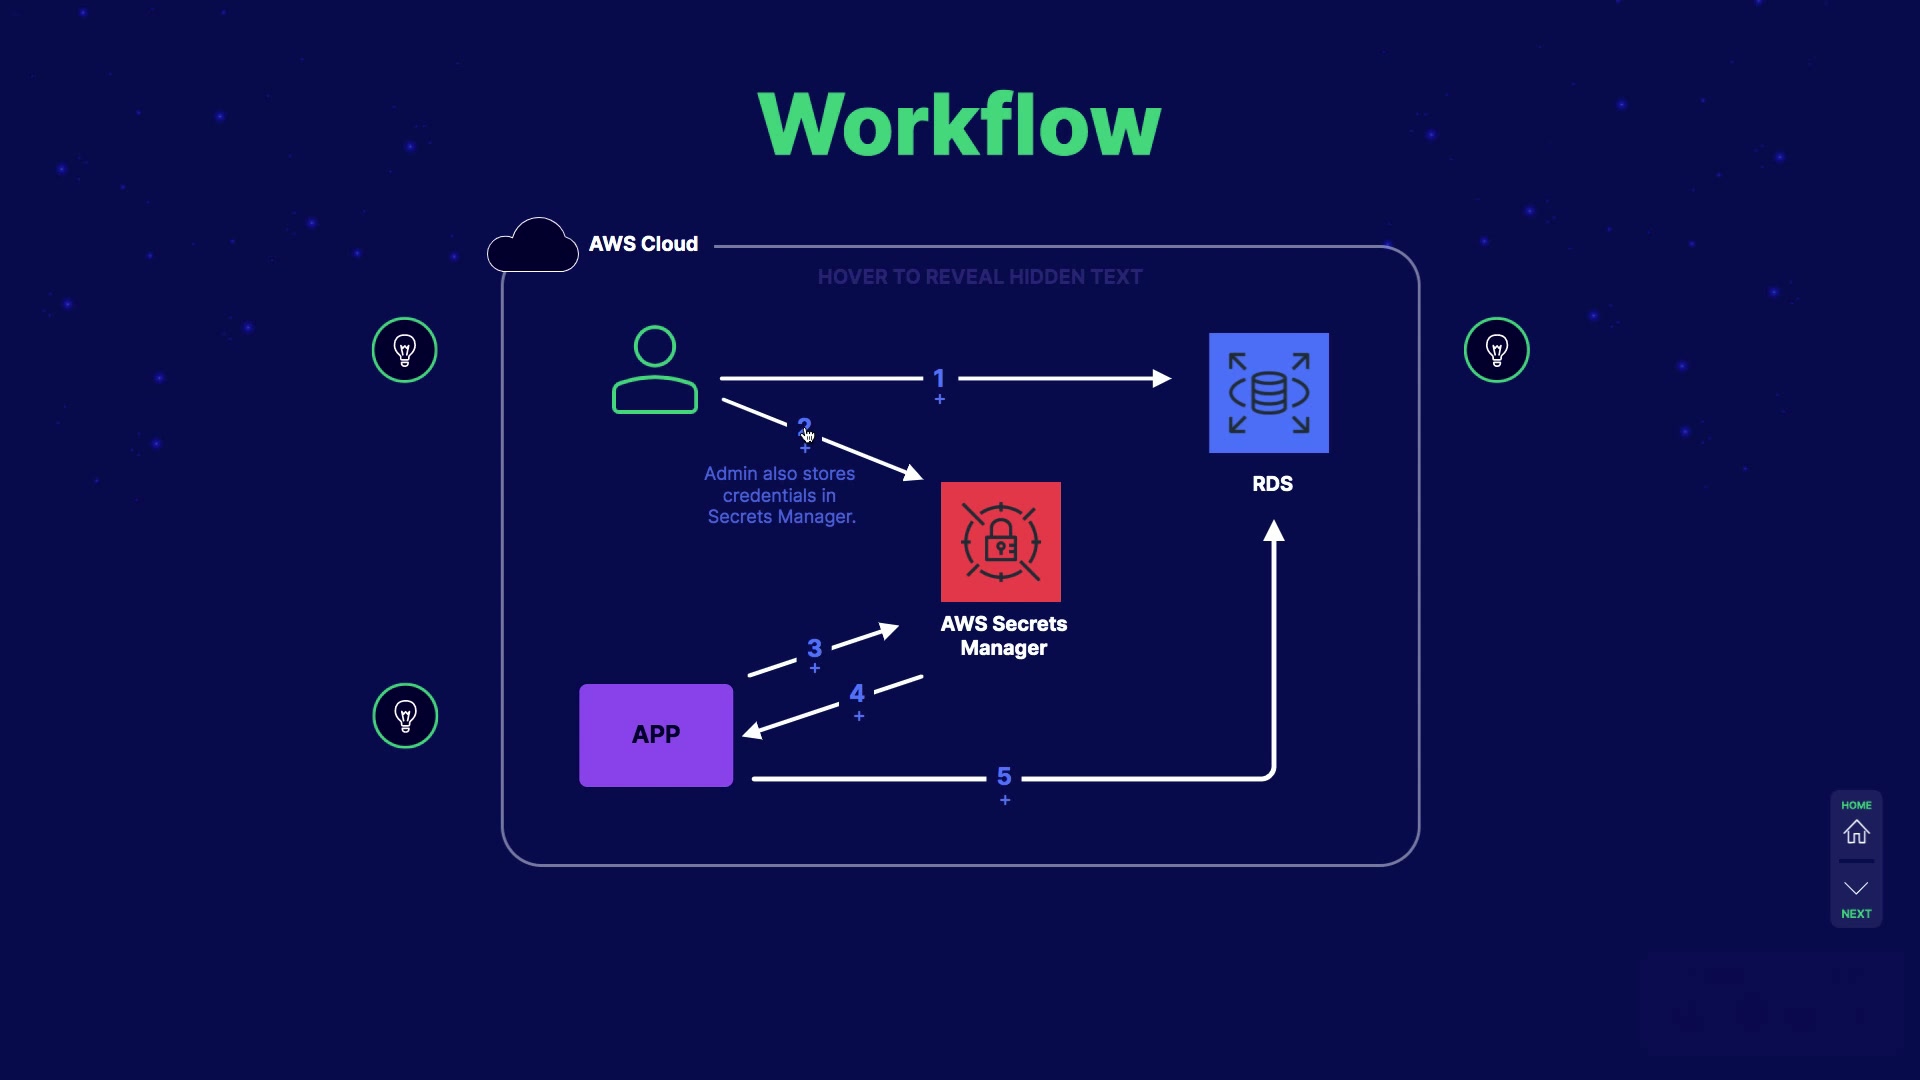 Workflow
AWS Cloud
HOVER TO REVEAL HIDDEN TEXT
1
+
2
+
Admin also stores
credentials in
Secrets Manager.
RDS
AWS Secrets
Manager
3
+
4
+
APP
5
+
HOME
NEXT